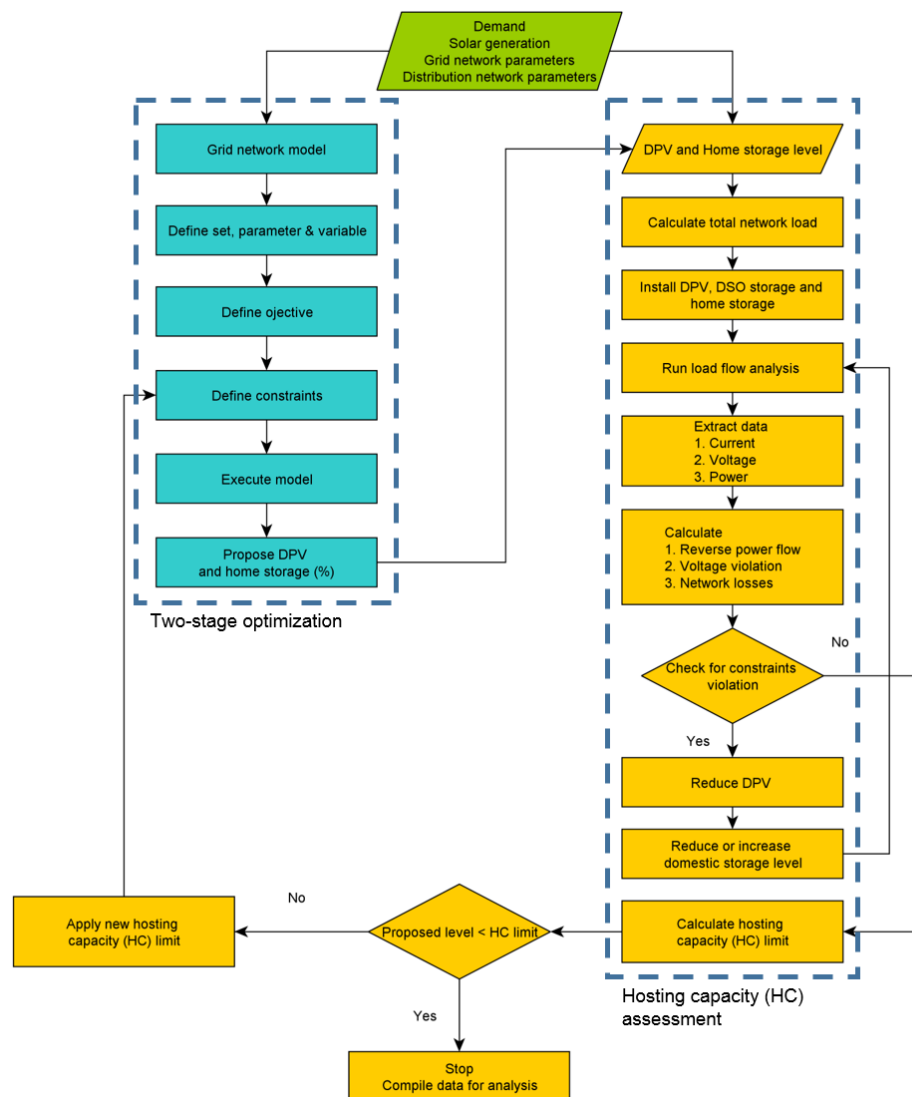 Demand
Solar generation
Grid network parameters
Distribution network parameters
Grid network model
Define set, parameter & variable
Define ojective
Define constraints
Execute model
Propose DPV
and home storage (%)
Two-stage optimization
DPV and Home storage level
Calculate total network load
Install DPV, DSO storage and
home storage
Run load flow analysis
Extract data
1. Current
2. Voltage
3. Power
Calculate
1. Reverse power flow
2. Voltage violation
3. Network losses
Check for constraints
violation
No
Yes
Reduce DPV
Reduce or increase
domestic storage level
Calculate hosting
capacity (HC) limit
Hosting capacity (HC)
assessment
Proposed level < HC limit
No
Apply new hosting
capacity (HC) limit
Yes
Stop
Compile data for analysis